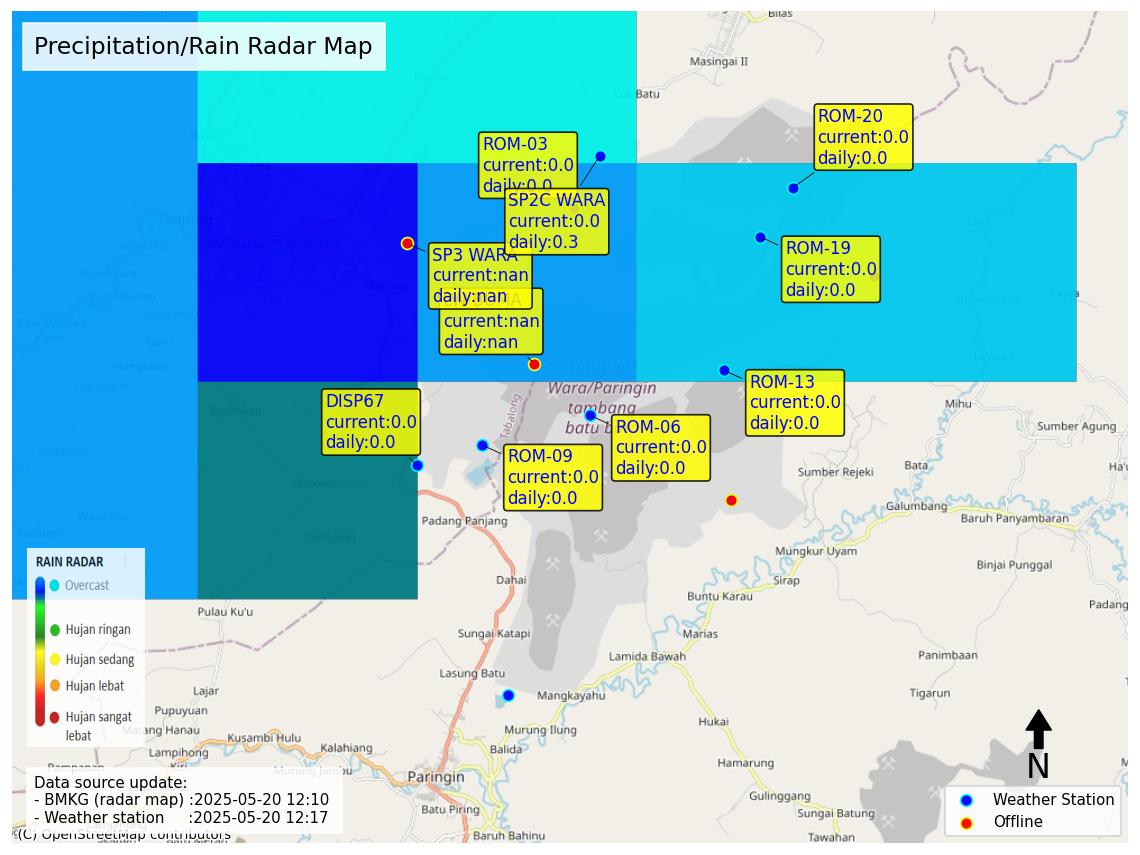 Precipitation/Rain Radar Map
Bilas
Masingai II
Lok Batu
ROM-20
current:0.0
daily:0.0
ROM-03
current:0.0
daily:0.0
SP2C WARA
current:0.0
daily:0.3
ROM-19
current:0.0
daily:0.0
SP3 WARA
current:nan
daily:nan
current:nan
daily:nan
Tanjung
Mabuun
Maburai
Karya
Wara/Paringin
tambang
batu b
Tabalong
ROM-13
current:0.0
daily:0.0
DISP67
current:0.0
daily:0.0
ROM-06
current:0.0
daily:0.0
ROM-09
current:0.0
daily:0.0
Mihu
Sumber Agung
Bata
Sumber Rejeki
Galumbang
Baruh Panyambaran
Warukin
Padang Panjang
Tamiyang
Mungkur Uyam
Binjai Punggal
Dahai
Sirap
Buntu Karau
Padang
Pulau Ku'u
Sungai Katapi
Marias
Lamida Bawah
Panimbaan
Lasung Batu
Tigarun
Lajar
Mangkayahu
Pupuyuan
Matang Hanau
Kusambi Hulu
Murung Ilung
Hukai
Lampihong
Kalahiang
Balida
Hamarung
Murung Jambu
Paringin
Gulinggang
Batu Piring
Sungai Batung
Baruh Bahinu
Tawahan
RAIN RADAR
Overcast
Hujan ringan
Hujan sedang
Hujan lebat
Hujan sangat
lebat
Data source update:
- BMKG (radar map) :2025-05-20 12:10
- Weather station :2025-05-20 12:17
(C) OpenStreetMap contributors
N
Weather Station
Offline